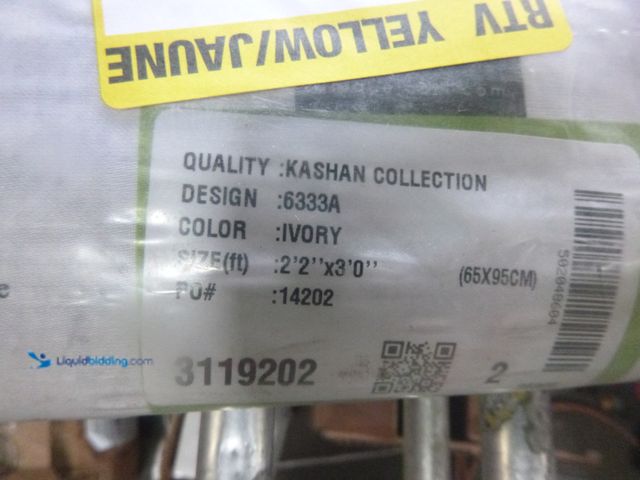 RTV YELLOW/JAUNE
QUALITY :KASHAN COLLECTION
DESIGN :6333A
COLOR :IVORY
SIZE(ft) :2'2''x3'0'' (65X95CM)
PO# :14202
3119202
2
Liquidbidding.com